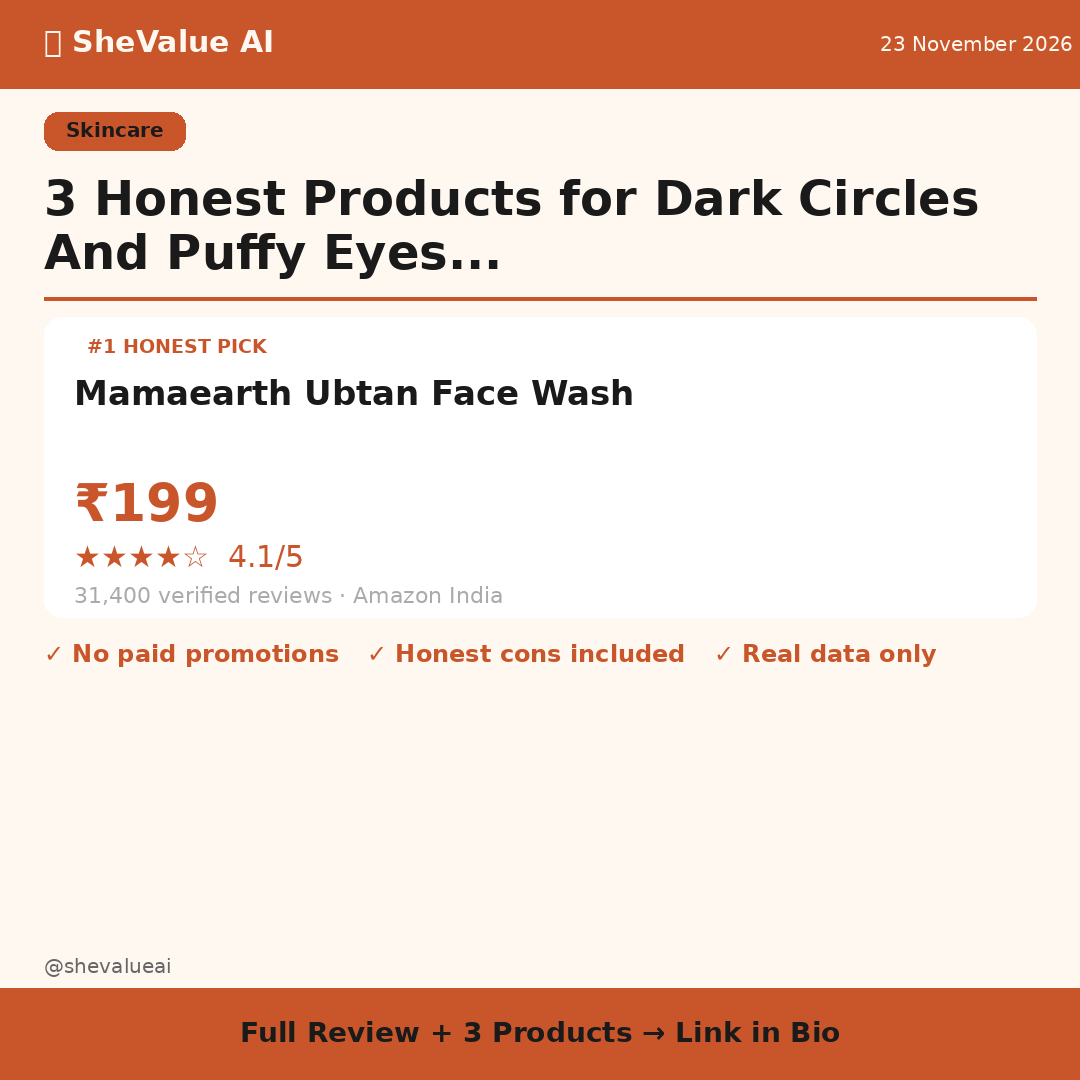 SheValue AI
23 November 2026
Skincare
3 Honest Products for Dark Circles
And Puffy Eyes...
#1 HONEST PICK
Mamaearth Ubtan Face Wash
₹199
★★★★☆ 4.1/5
31,400 verified reviews · Amazon India
✓ No paid promotions ✓ Honest cons included ✓ Real data only
@shevalueai
Full Review + 3 Products → Link in Bio